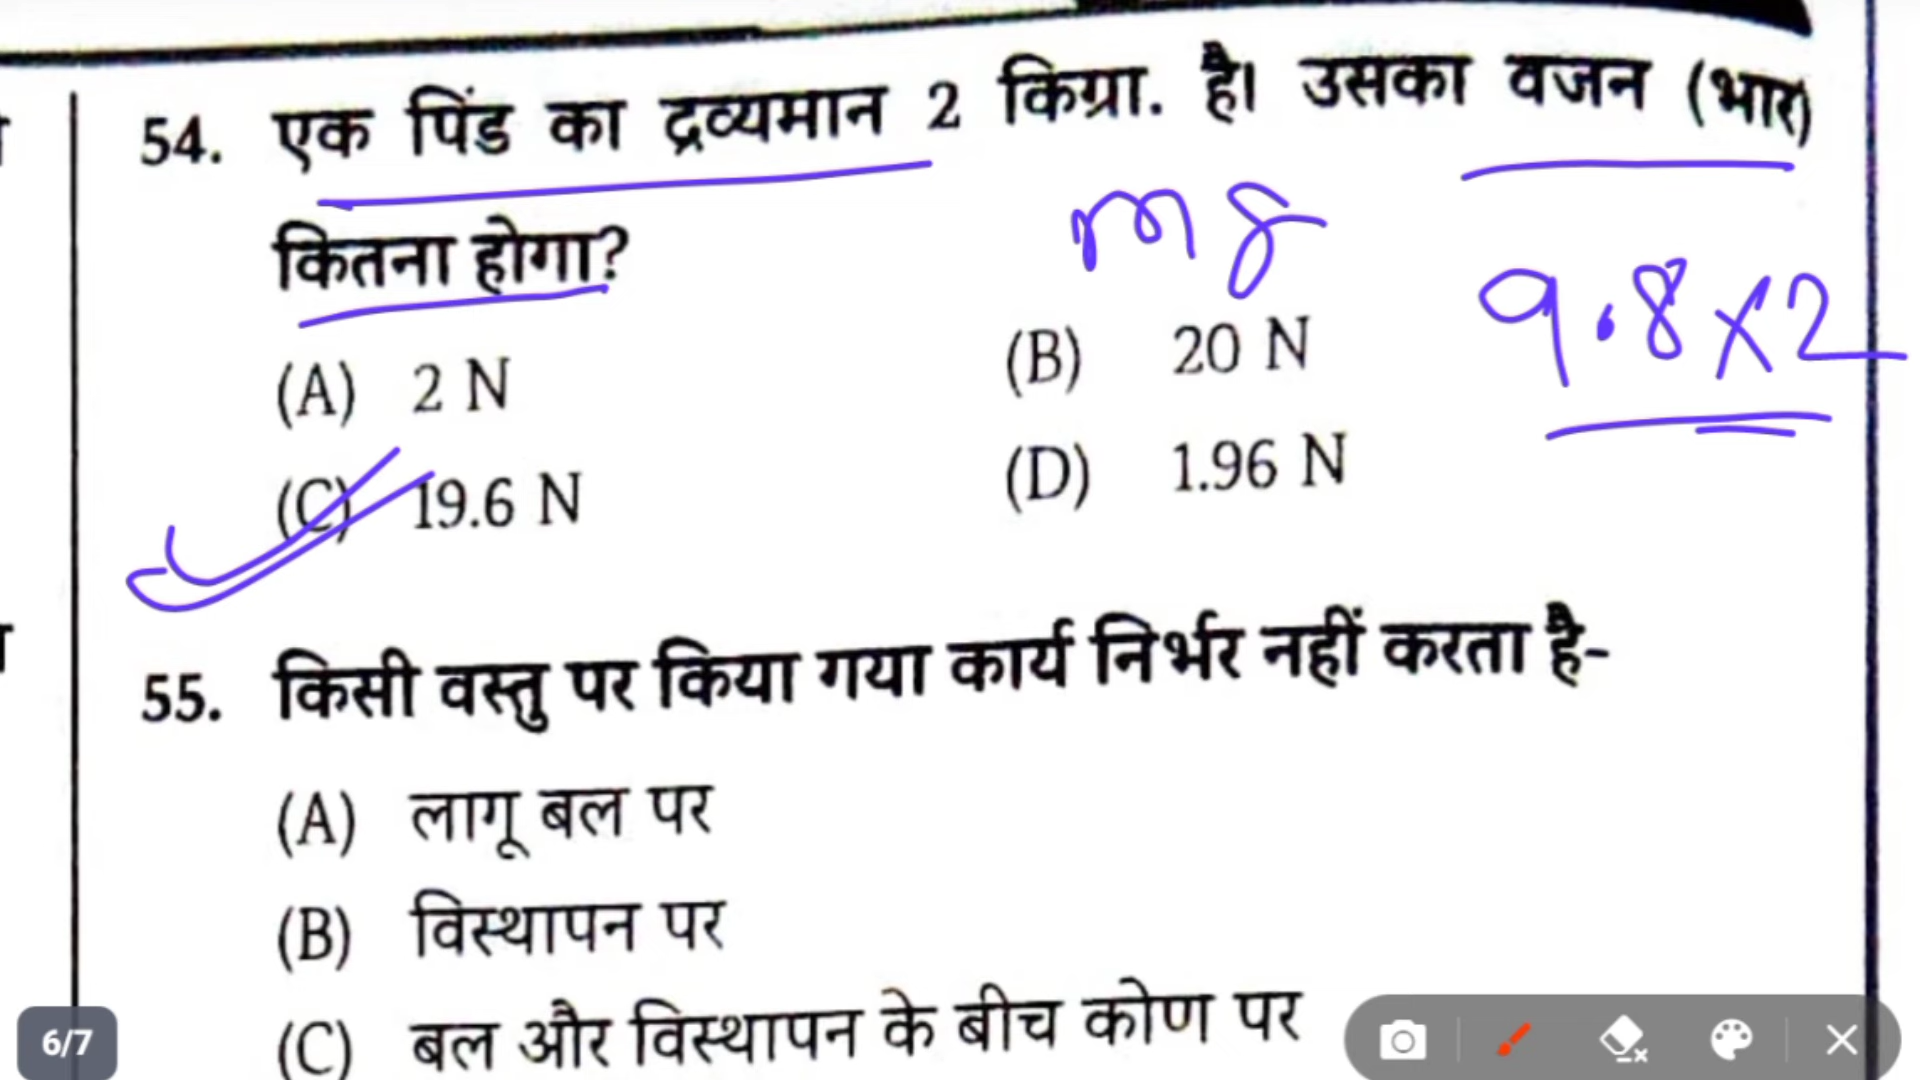 54. एक पिंड का द्रव्यमान 2 किग्रा. है। उसका वजन (भार)
कितना होगा?
mg
9.8×2
(A) 2 N
(B) 20 N
(C) 19.6 N
(D) 1.96 N
55. किसी वस्तु पर किया गया कार्य निर्भर नहीं करता है-
(A) लागू बल पर
(B) विस्थापन पर
(C) बल और विस्थापन के बीच कोण पर
6/7